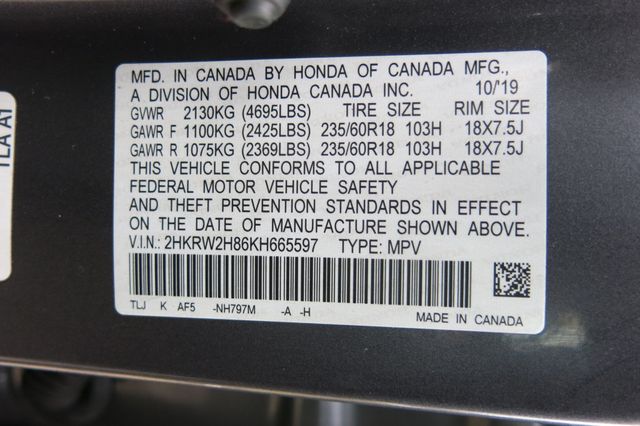 MFD. IN CANADA BY HONDA OF CANADA MFG.,
A DIVISION OF HONDA CANADA INC. 10/'19
GVWR 2130KG (4695LBS) TIRE SIZE RIM SIZE
GAWR F 1100KG (2425LBS) 235/60R18 103H 18X7.5J
GAWR R 1075KG (2369LBS) 235/60R18 103H 18X7.5J
THIS VEHICLE CONFORMS TO ALL APPLICABLE
FEDERAL MOTOR VEHICLE SAFETY
AND THEFT PREVENTION STANDARDS IN EFFECT
ON THE DATE OF MANUFACTURE SHOWN ABOVE.
V.I.N.: 2HKRW2H86KH665597 TYPE: MPV
TLJ K AF5 -NH797M -A -H
MADE IN CANADA
TLA A1